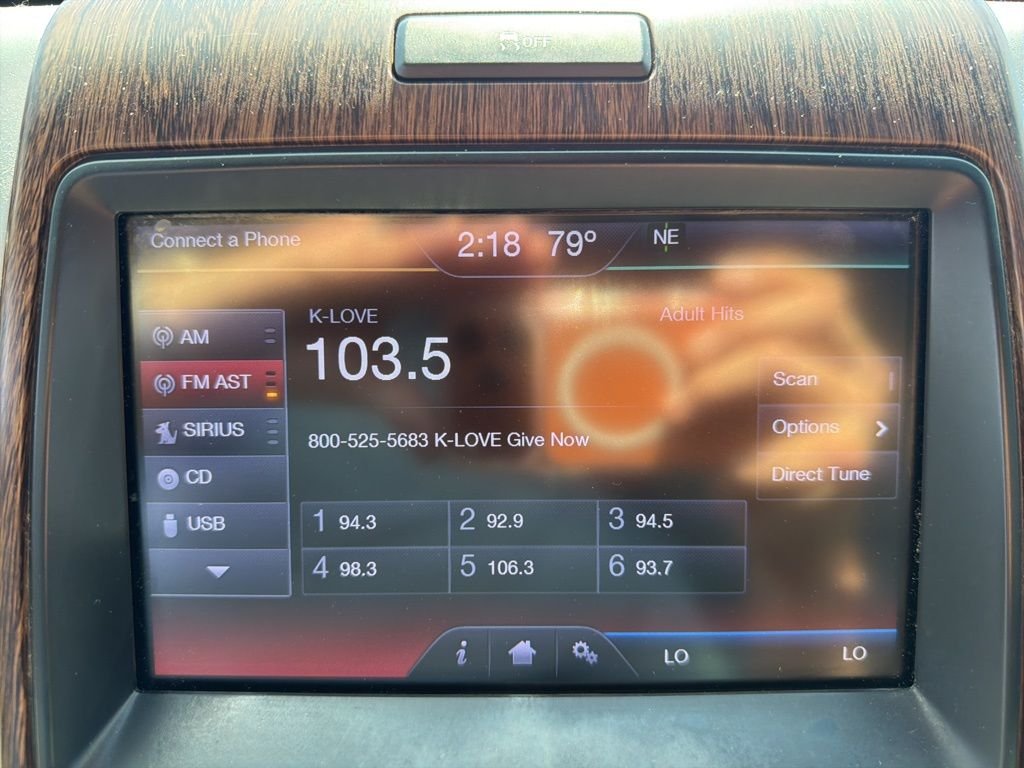 OFF
Connect a Phone 2:18 79º NE
K-LOVE Adult Hits
103.5
AM
FM AST
SIRIUS
CD
USB
800-525-5683 K-LOVE Give Now
Scan
Options
Direct Tune
1 94.3 2 92.9 3 94.5
4 98.3 5 106.3 6 93.7
i LO LO